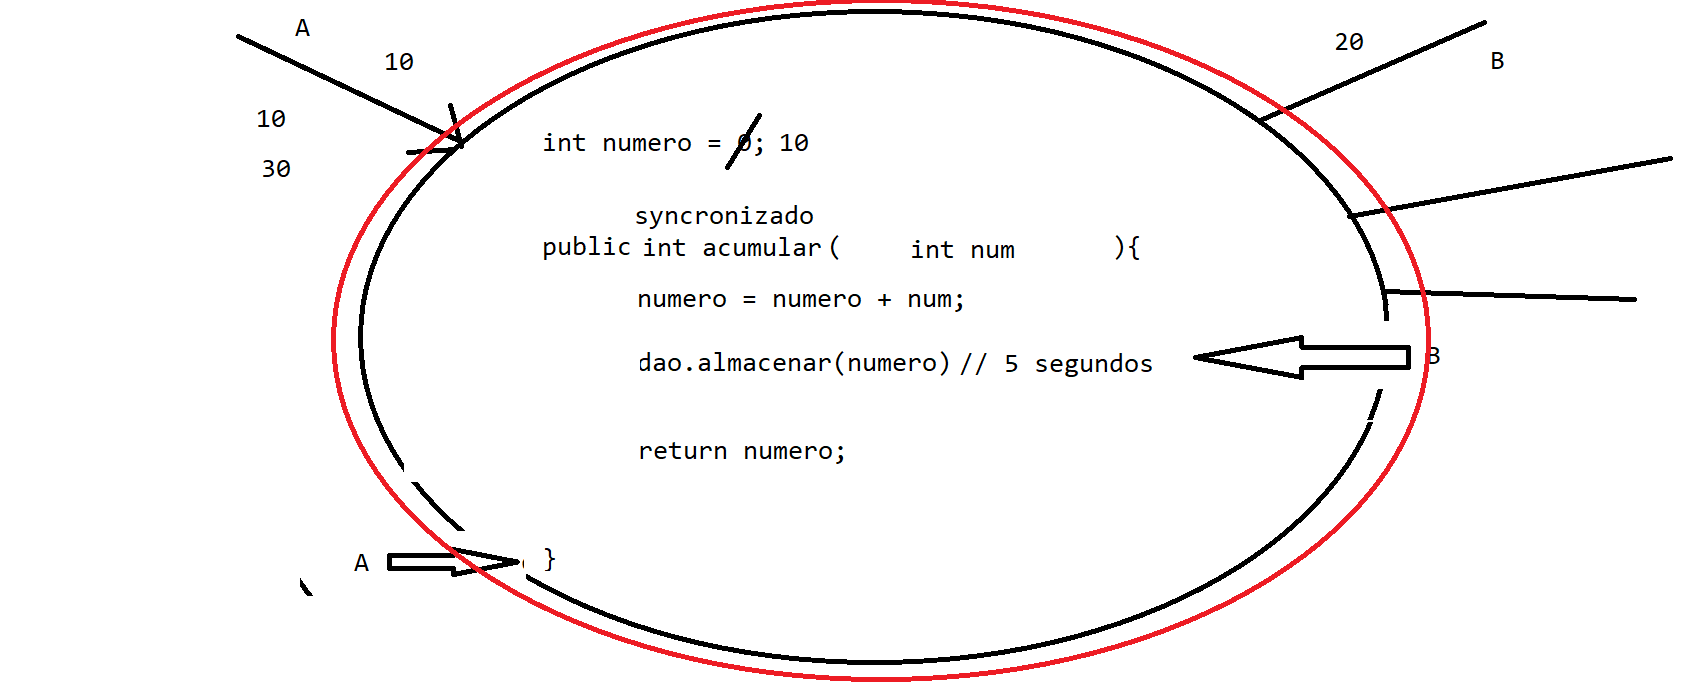 A
10
20
B
10
int numero = 0; 10
30
syncronizado
public int acumular( int num ){
numero = numero + num;
dao.almacenar(numero) // 5 segundos
B
return numero;
A
}